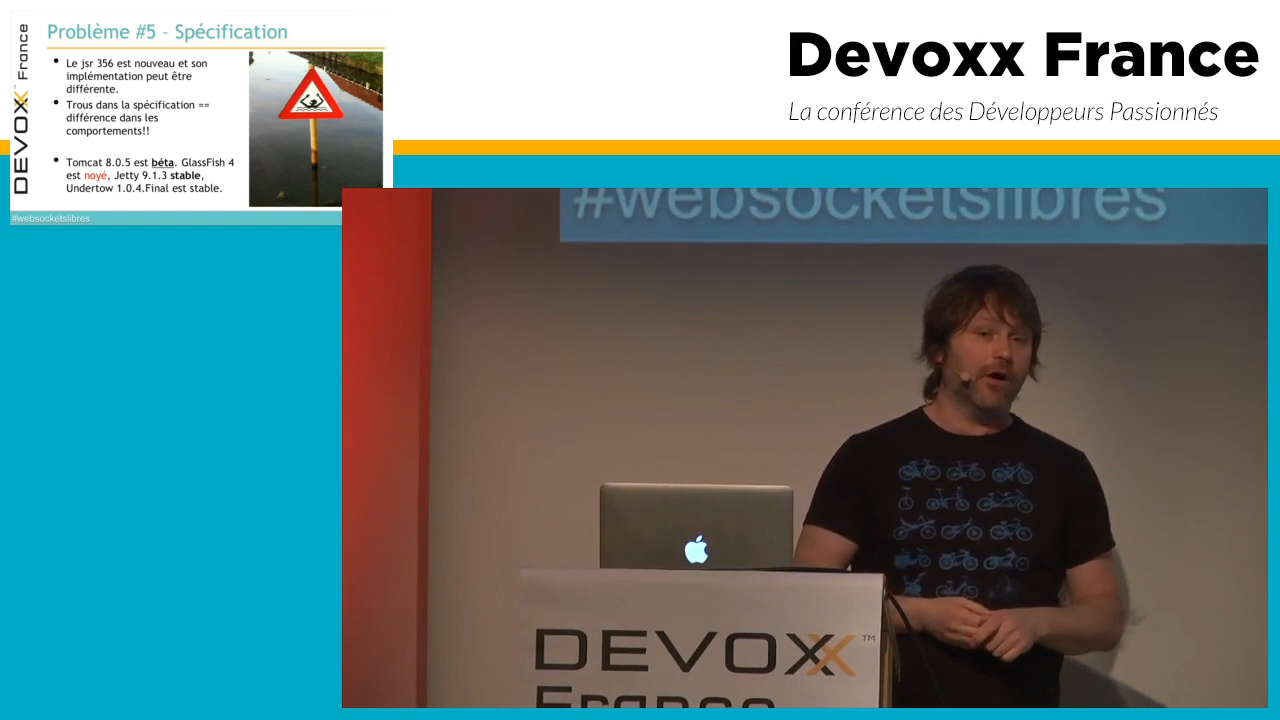 Problème #5 – Spécification
DEVOXX France
• Le jsr 356 est nouveau et son
implémentation peut être
différente.
• Trous dans la spécification ==
différence dans les
comportements!!
• Tomcat 8.0.5 est béta. GlassFish 4
est noyé, Jetty 9.1.3 stable,
Undertow 1.0.4.Final est stable.
#websocketslibres
Devoxx France
La conférence des Développeurs Passionnés
#websocketslibres
DEVOXX™
France